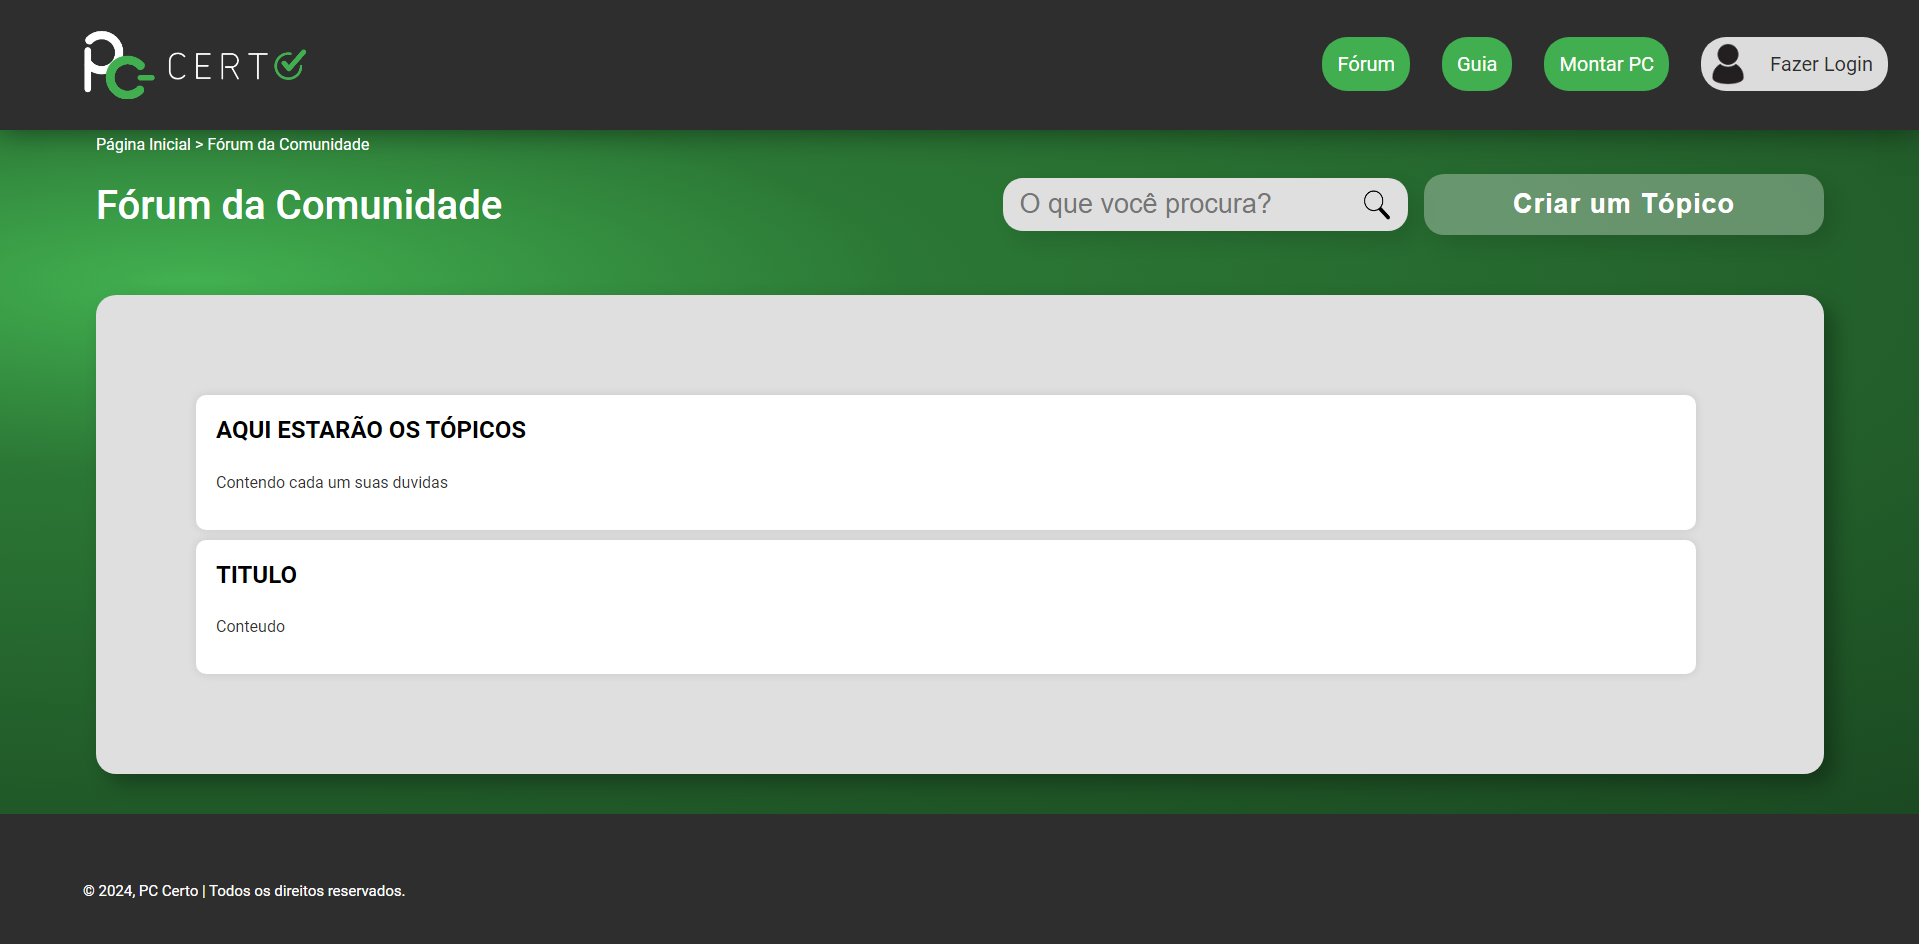 PC CERTO
Fórum
Guia
Montar PC
Fazer Login
Página Inicial > Fórum da Comunidade
Fórum da Comunidade
O que você procura?
Criar um Tópico
AQUI ESTARÃO OS TÓPICOS
Contendo cada um suas duvidas
TITULO
Conteudo
© 2024, PC Certo | Todos os direitos reservados.